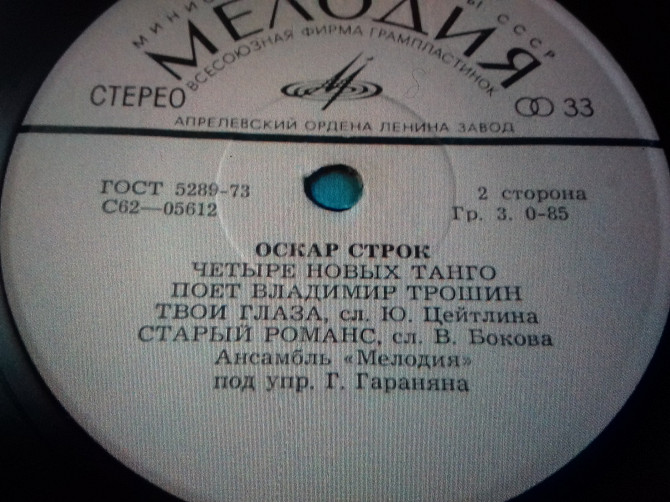 МЕЛОДИЯ
ВСЕСОЮЗНАЯ ФИРМА ГРАМПЛАСТИНОК
СТЕРЕО
33
АПРЕЛЕВСКИЙ ОРДЕНА ЛЕНИНА ЗАВОД
ГОСТ 5289-73
С62—05612
2 сторона
Гр. 3. 0-85
ОСКАР СТРОК
ЧЕТЫРЕ НОВЫХ ТАНГО
ПОЕТ ВЛАДИМИР ТРОШИН
ТВОИ ГЛАЗА, сл. Ю. Цейтлина
СТАРЫЙ РОМАНС, сл. В. Бокова
Ансамбль «Мелодия»
под упр. Г. Гараняна